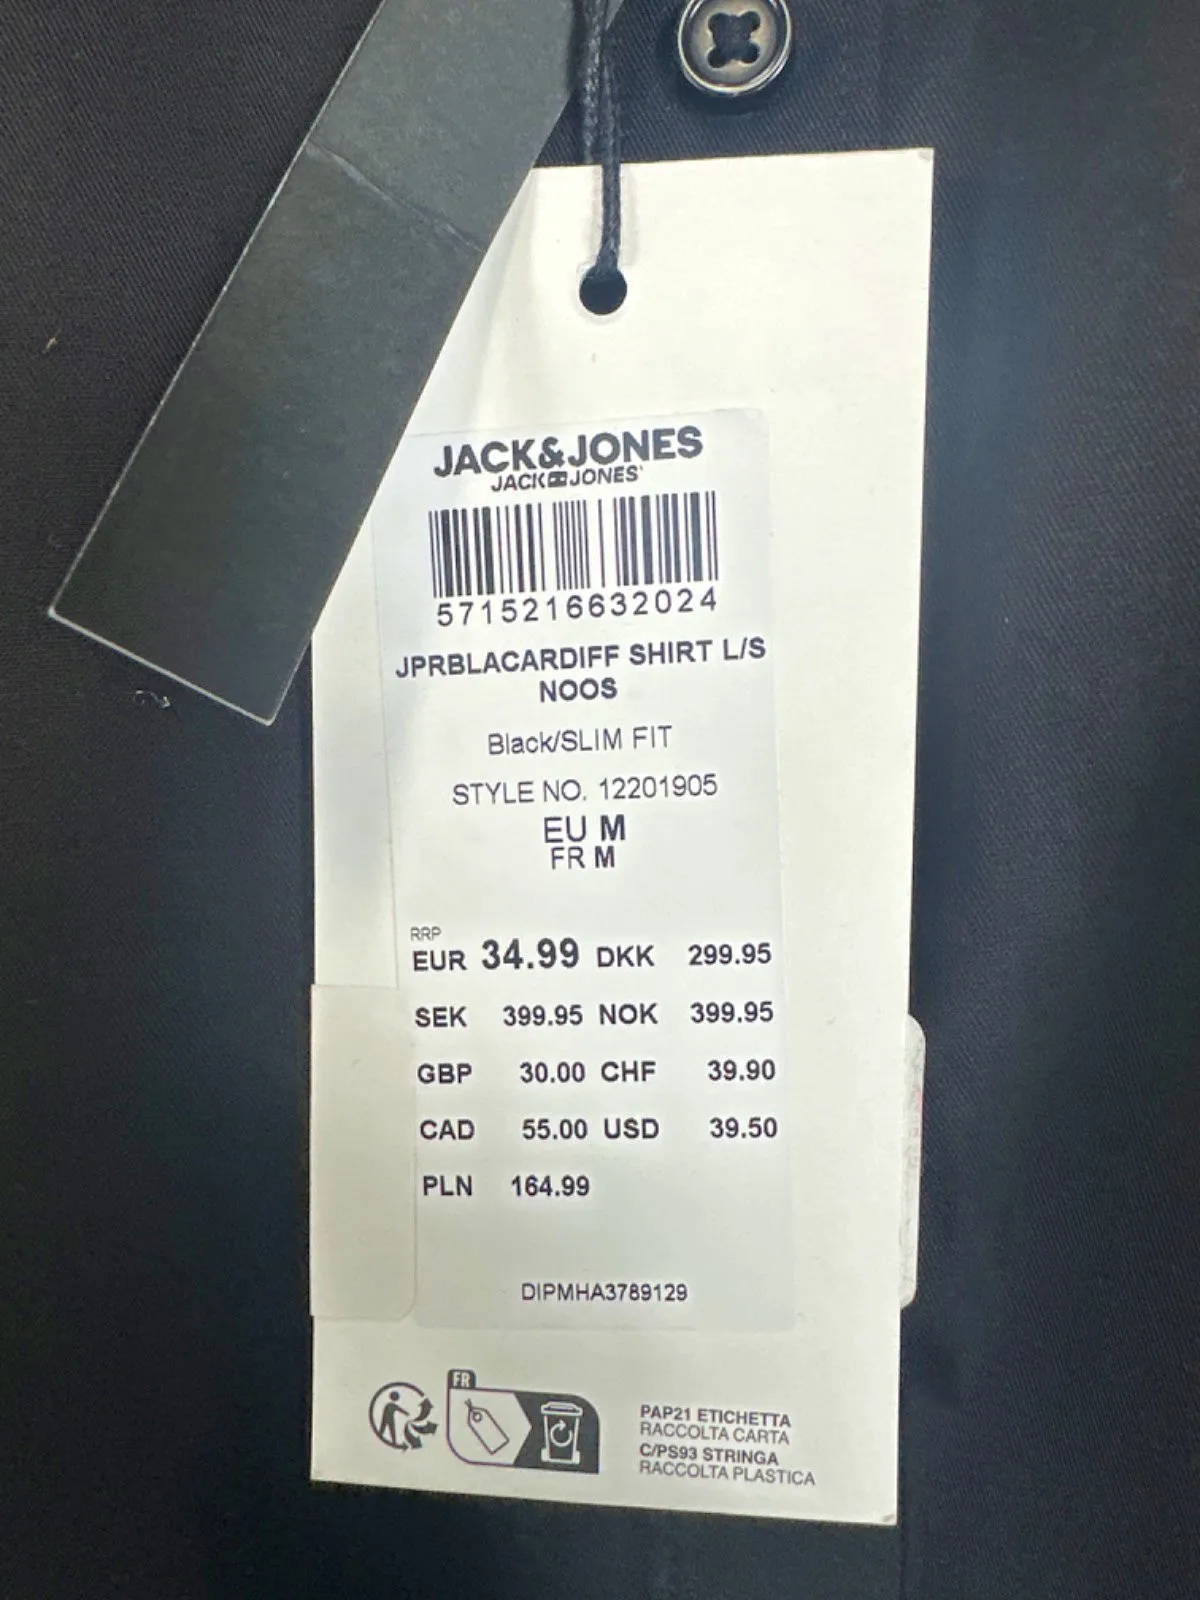 JACK&JONES
JACK JONES
5715216632024
JPRBLACARDIFF SHIRT L/S
NOOS
Black/SLIM FIT
STYLE NO. 12201905
EU M
FR M
RRP
EUR 34.99 DKK 299.95
SEK 399.95 NOK 399.95
GBP 30.00 CHF 39.90
CAD 55.00 USD 39.50
PLN 164.99
DIPMHA3789129
FR
PAP21 ETICHETTA
RACCOLTA CARTA
C/PS93 STRINGA
RACCOLTA PLASTICA